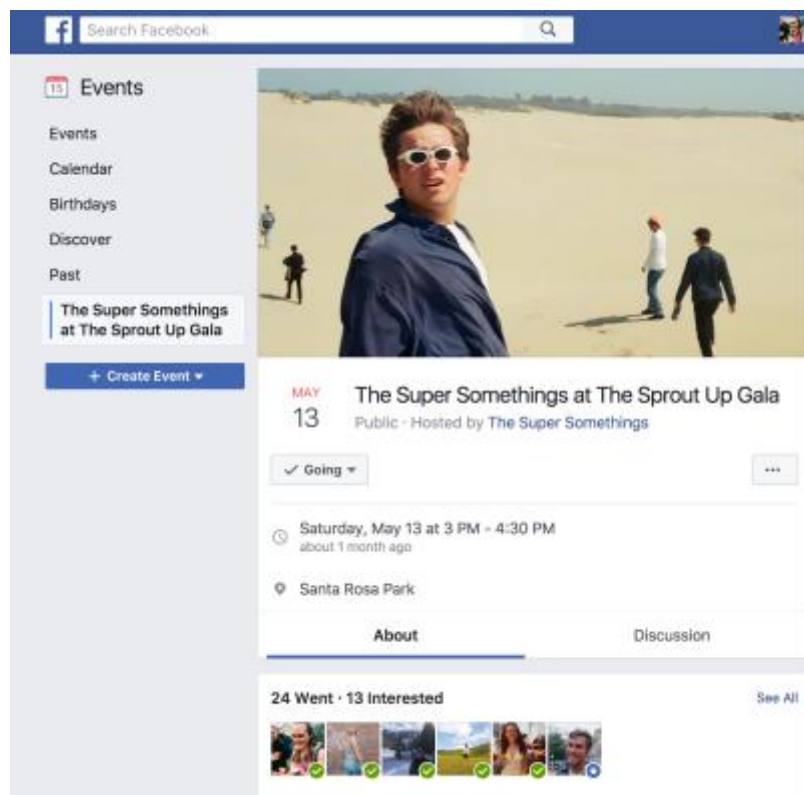 f Search Facebook
15 Events
Events
Calendar
Birthdays
Discover
Past
The Super Somethings
at The Sprout Up Gala
+ Create Event
MAY
13
The Super Somethings at The Sprout Up Gala
Public · Hosted by The Super Somethings
✓ Going
...
Saturday, May 13 at 3 PM – 4:30 PM
about 1 month ago
Santa Rosa Park
About Discussion
24 Went · 13 Interested See All